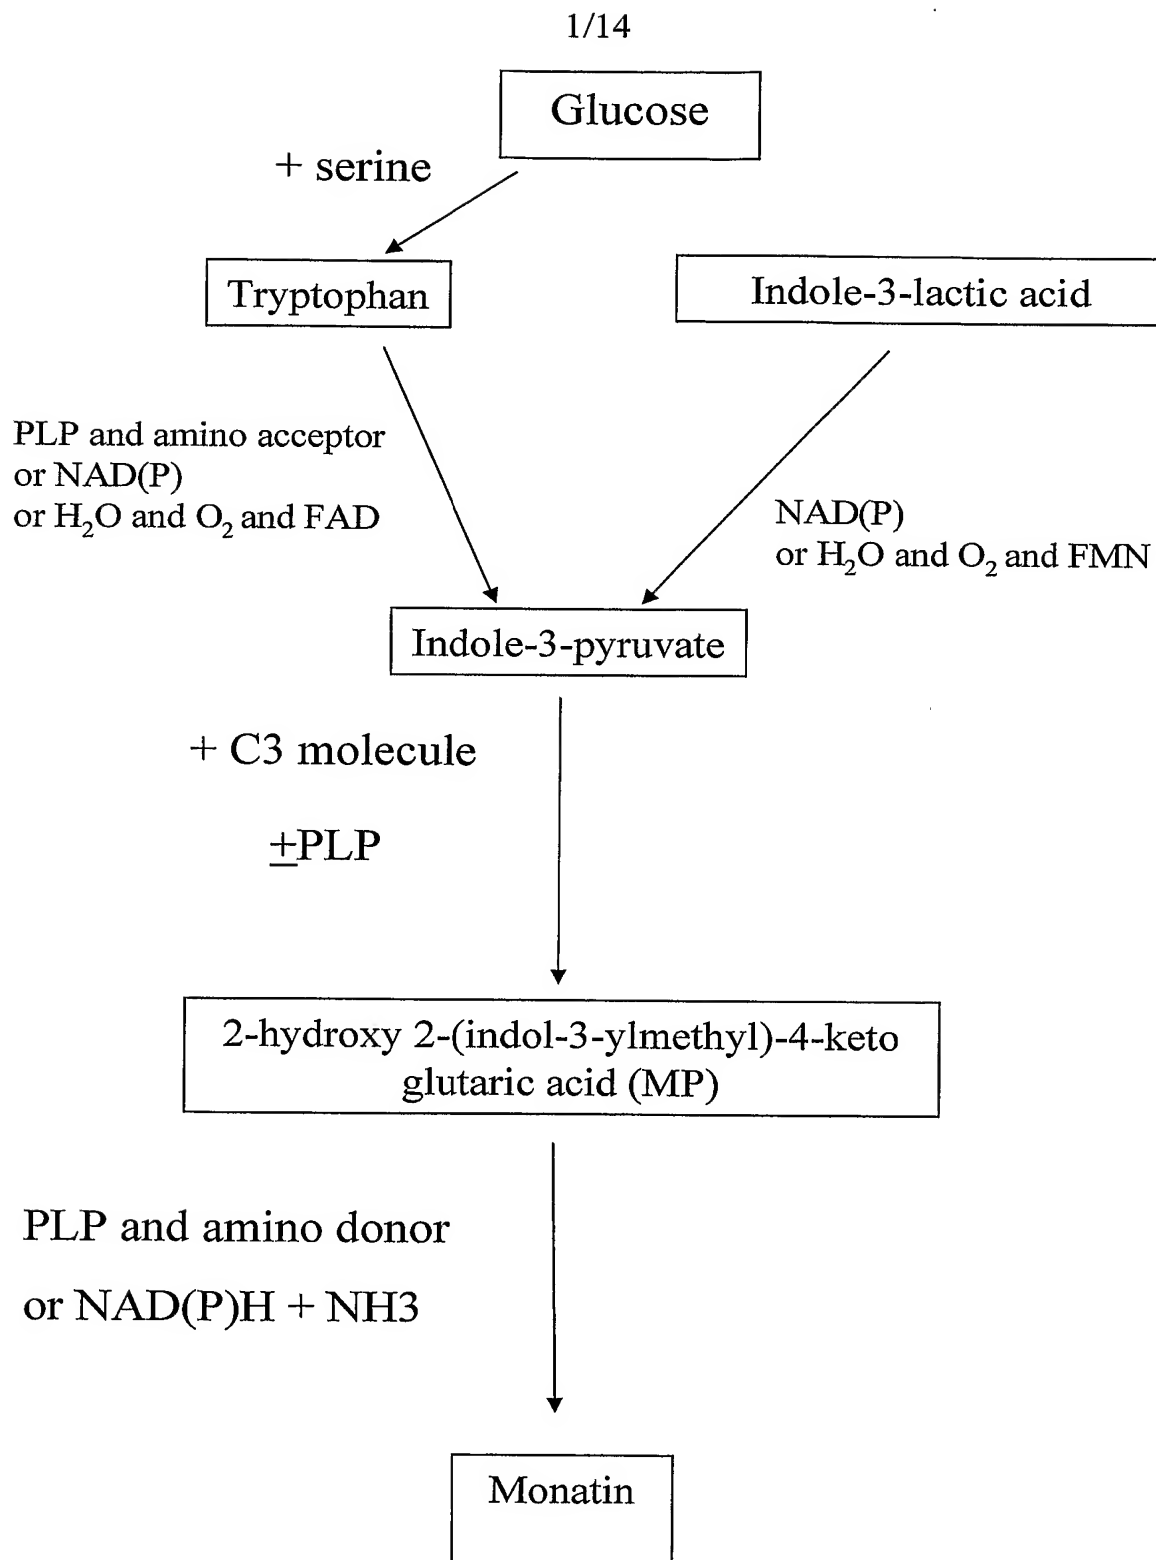 1/14
Glucose
+ serine
Tryptophan
Indole-3-lactic acid
PLP and amino acceptor
or NAD(P)
or H₂O and O₂ and FAD
NAD(P)
or H₂O and O₂ and FMN
Indole-3-pyruvate
+ C3 molecule
±PLP
2-hydroxy 2-(indol-3-ylmethyl)-4-keto
glutaric acid (MP)
PLP and amino donor
or NAD(P)H + NH3
Monatin